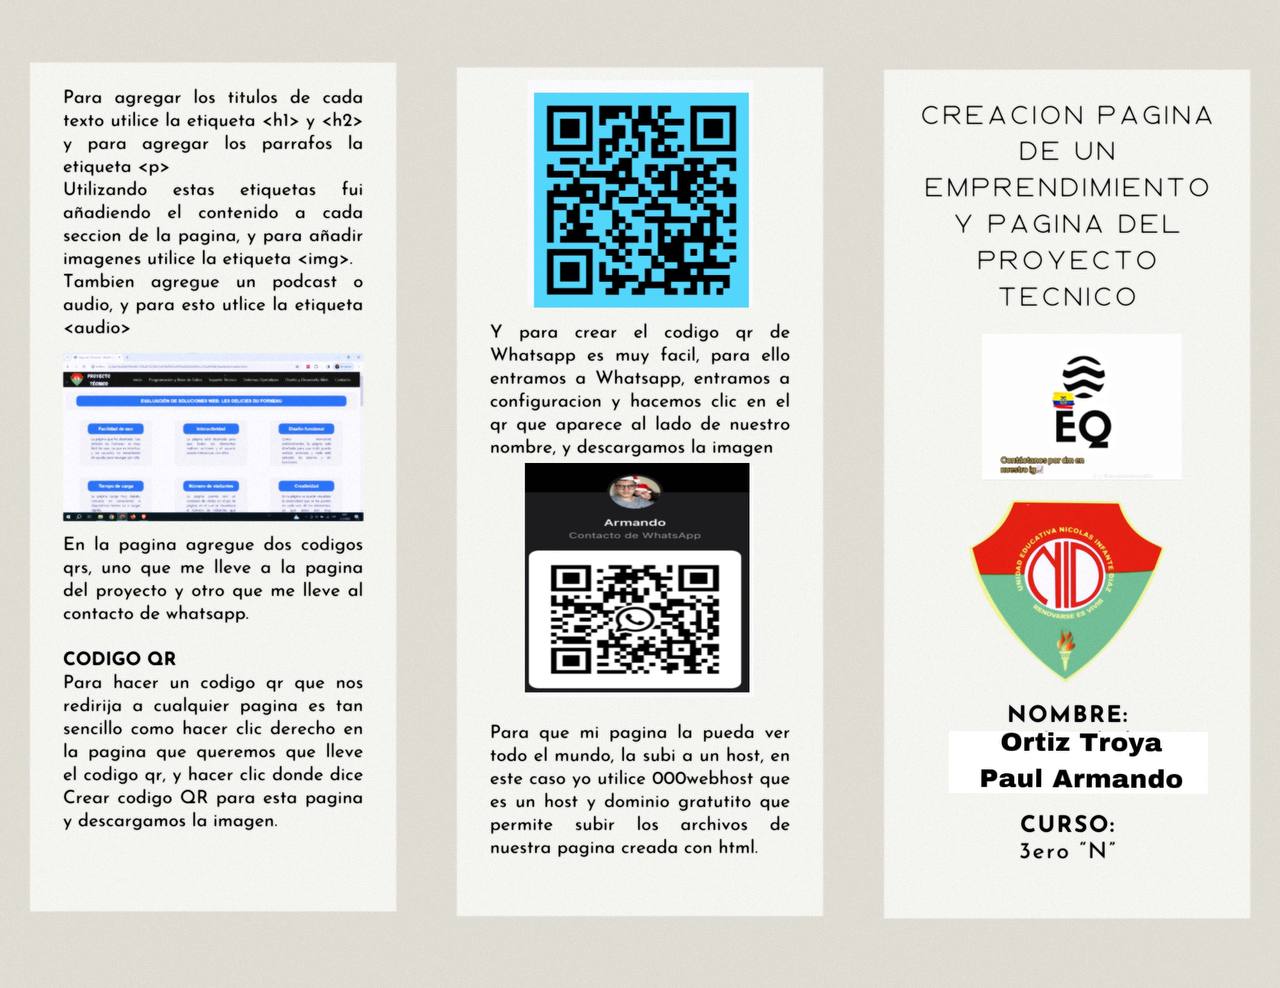 Para agregar los titulos de cada
texto utilice la etiqueta <h1> y <h2>
y para agregar los parrafos la
etiqueta <p>
Utilizando estas etiquetas fui
añadiendo el contenido a cada
seccion de la pagina, y para añadir
imagenes utilice la etiqueta <img>.
Tambien agregue un podcast o
audio, y para esto utlice la etiqueta
<audio>
PROYECTO
TÉCNICO
EVALUACIÓN DE SOLUCIONES WEB: LES DELICIES DU FORNEAU
Facilidad de uso
Interactividad
Diseño funcional
Tiempo de carga
Número de visitantes
Creatividad
En la pagina agregue dos codigos
qrs, uno que me lleve a la pagina
del proyecto y otro que me lleve al
contacto de whatsapp.
CODIGO QR
Para hacer un codigo qr que nos
redirija a cualquier pagina es tan
sencillo como hacer clic derecho en
la pagina que queremos que lleve
el codigo qr, y hacer clic donde dice
Crear codigo QR para esta pagina
y descargamos la imagen.
Y para crear el codigo qr de
Whatsapp es muy facil, para ello
entramos a Whatsapp, entramos a
configuracion y hacemos clic en el
qr que aparece al lado de nuestro
nombre, y descargamos la imagen
Armando
Contacto de WhatsApp
Para que mi pagina la pueda ver
todo el mundo, la subi a un host, en
este caso yo utilice 000webhost que
es un host y dominio gratutito que
permite subir los archivos de
nuestra pagina creada con html.
CREACION PAGINA
DE UN
EMPRENDIMIENTO
Y PAGINA DEL
PROYECTO
TECNICO
EQ
Contáctanos por dm en
nuestro ig
UNIDAD EDUCATIVA NICOLAS INFANTE DIAZ
NID
RENOVARSE ES VIVIR
NOMBRE:
Ortiz Troya
Paul Armando
CURSO:
3ero “N”